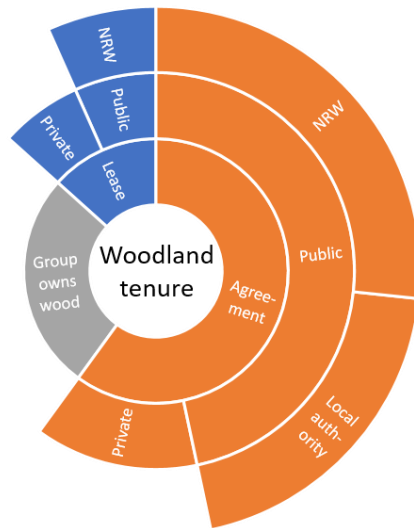 Woodland
tenure
Agree-
ment
Public
NRW
Local
auth-
ority
Private
Group
owns
wood
Lease
Private
Public
NRW